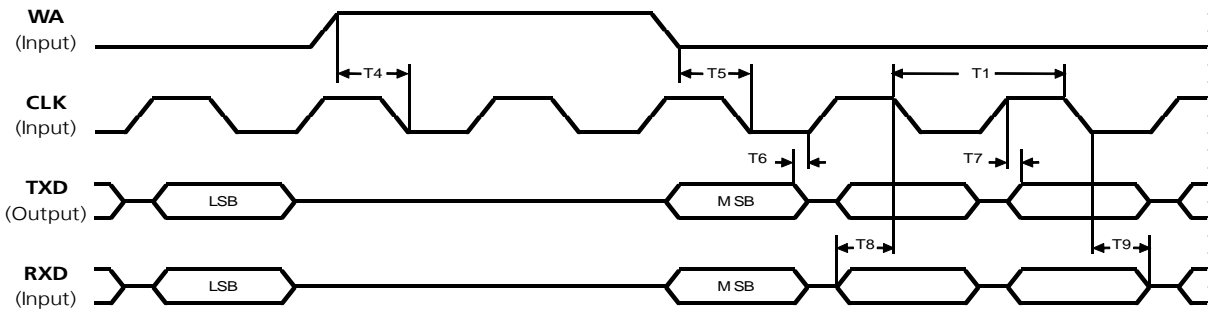 WA
(Input)
T4
T5
T1
CLK
(Input)
T6
T7
TXD
(Output)
LSB
MSB
T8
T9
RXD
(Input)
LSB
MSB